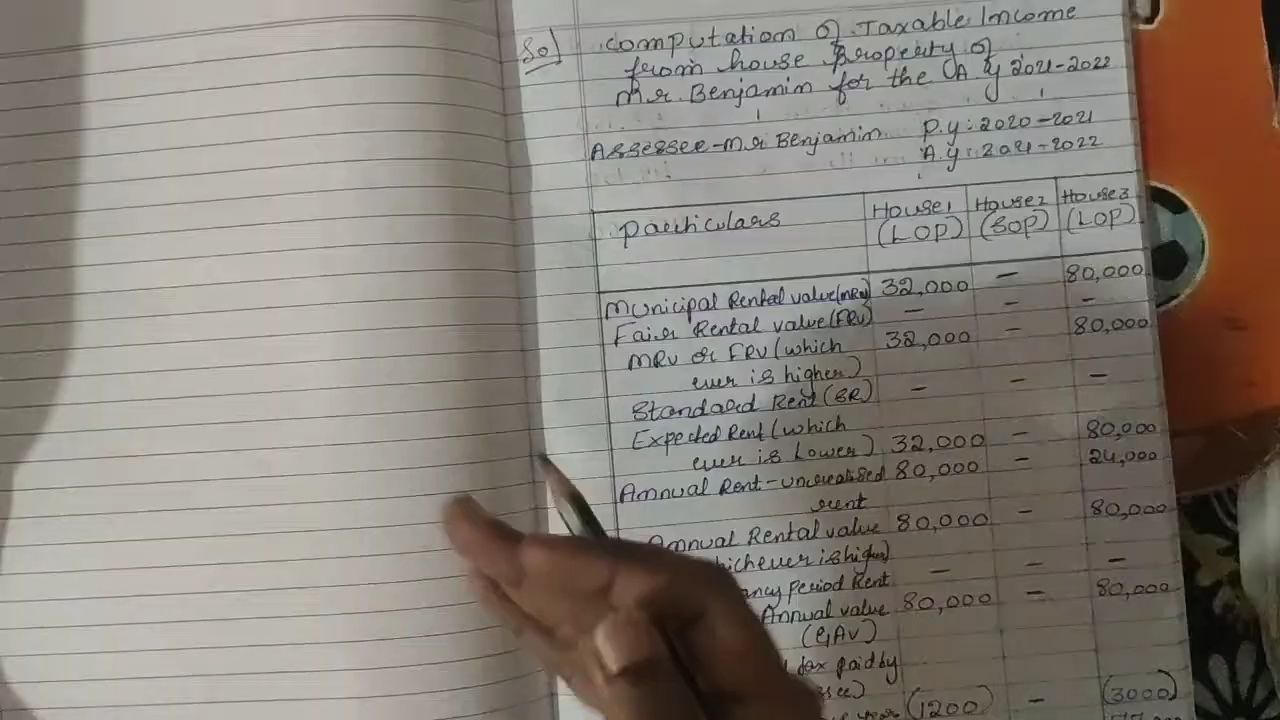 Sol
Computation of Taxable Income
from house property of
Mr. Benjamin for the A y 2021-2022
Assessee-Mr Benjamin P.y: 2020-2021
A.y: 2021-2022
Particulars House1 House2 House3
(LOP) (SOP) (LOP)
Municipal Rental value(MRV) 32,000 - 80,000
Fair Rental value(FRV) - - -
MRV or FRV (which 32,000 - 80,000
ever is higher)
Standard Rent (SR) - - -
Expected Rent (which
ever is Lower) 32,000 - 80,000
Annual Rent-unrealised 80,000 - 24,000
rent
Annual Rental value 80,000 - 80,000
whichever is higher)
ancy Period Rent - - -
Annual value 80,000 - 80,000
(GAV)
tax paid by
see)
year (1200) - (3000)